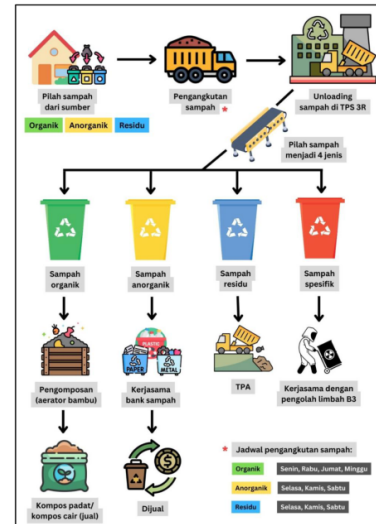 Pilah sampah
dari sumber
Organik Anorganik Residu
Pengangkutan
sampah *
Unloading
sampah di TPS 3R
Pilah sampah
menjadi 4 jenis
Sampah
organik
Sampah
anorganik
Sampah
residu
Sampah
spesifik
PLASTIC
PAPER
METAL
Pengomposan
(aerator bambu)
Kerjasama
bank sampah
TPA
Kerjasama dengan
pengolah limbah B3
Kompos padat/
kompos cair (jual)
Dijual
* Jadwal pengangkutan sampah:
Organik Senin, Rabu, Jumat, Minggu
Anorganik Selasa, Kamis, Sabtu
Residu Selasa, Kamis, Sabtu